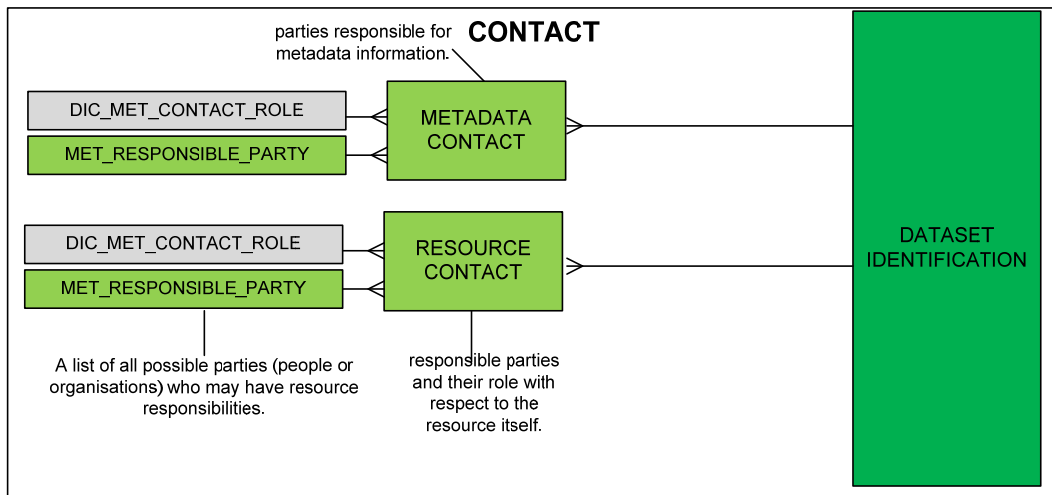 CONTACT
parties responsible for
metadata information.
DIC_MET_CONTACT_ROLE
MET_RESPONSIBLE_PARTY
METADATA
CONTACT
DIC_MET_CONTACT_ROLE
MET_RESPONSIBLE_PARTY
RESOURCE
CONTACT
DATASET
IDENTIFICATION
A list of all possible parties (people or
organisations) who may have resource
responsibilities.
responsible parties
and their role with
respect to the
resource itself.